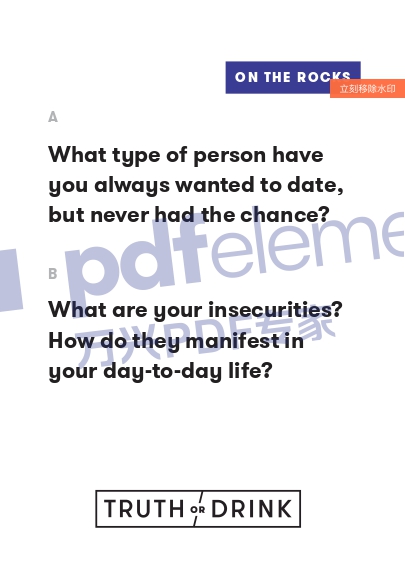 ON THE ROCKS
立刻移除水印
A
What type of person have
you always wanted to date,
but never had the chance?
pdfeleme
B
What are your insecurities?
How do they manifest in
your day-to-day life?
万兴PDF专家
TRUTH OR DRINK